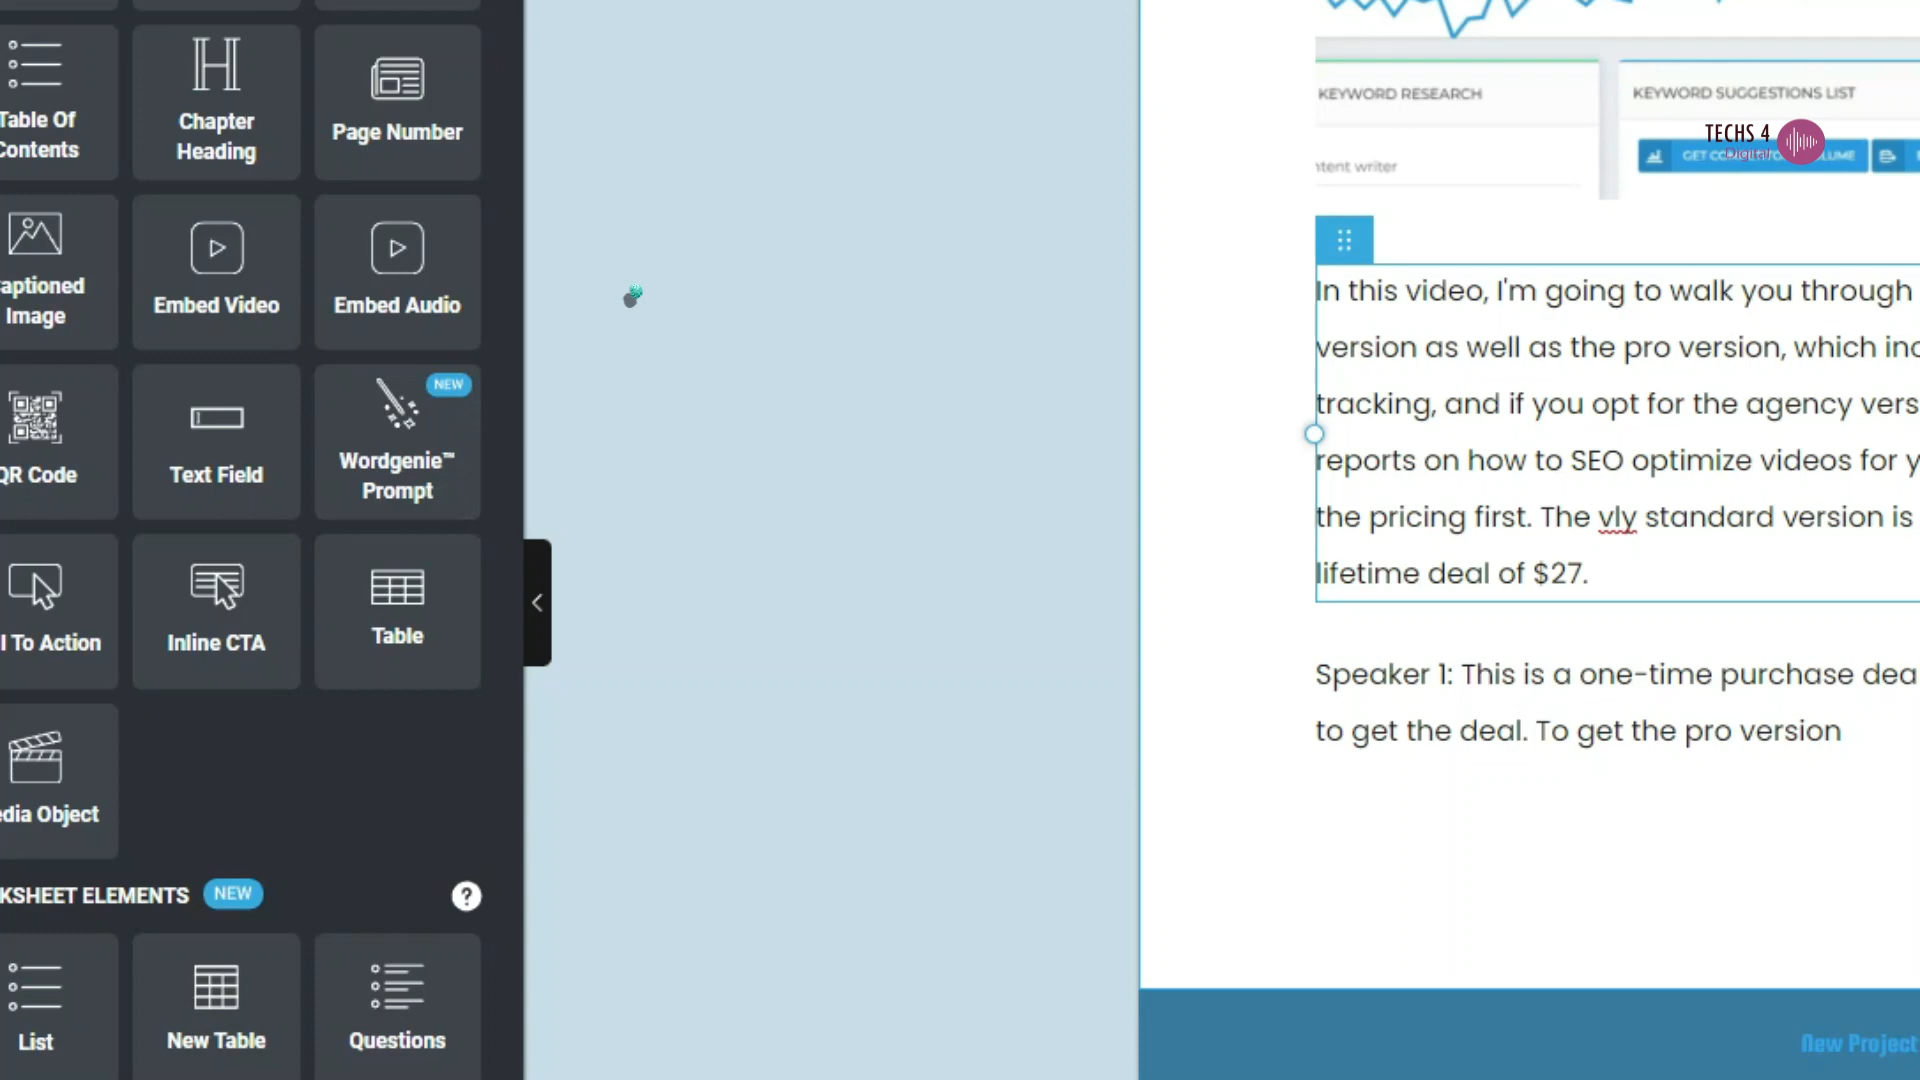 Table Of
Contents
Chapter
Heading
Page Number
aptioned
Image
Embed Video
Embed Audio
QR Code
Text Field
NEW
Wordgenie™
Prompt
l To Action
Inline CTA
Table
edia Object
KSHEET ELEMENTS NEW ?
List
New Table
Questions
KEYWORD RESEARCH
ntent writer
KEYWORD SUGGESTIONS LIST
TECHS 4
Digital
In this video, I'm going to walk you through
version as well as the pro version, which inc
tracking, and if you opt for the agency vers
reports on how to SEO optimize videos for y
the pricing first. The vly standard version is
lifetime deal of $27.
Speaker 1: This is a one-time purchase dea
to get the deal. To get the pro version
New Project